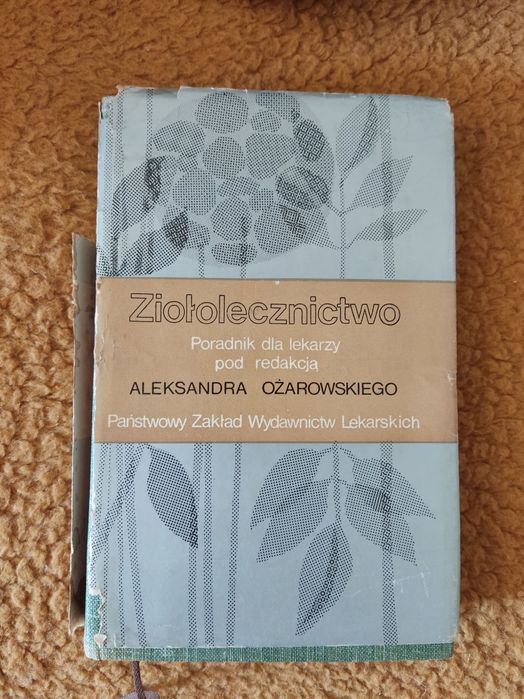 Ziołolecznictwo
Poradnik dla lekarzy
pod redakcją
ALEKSANDRA OŻAROWSKIEGO
Państwowy Zakład Wydawnictw Lekarskich